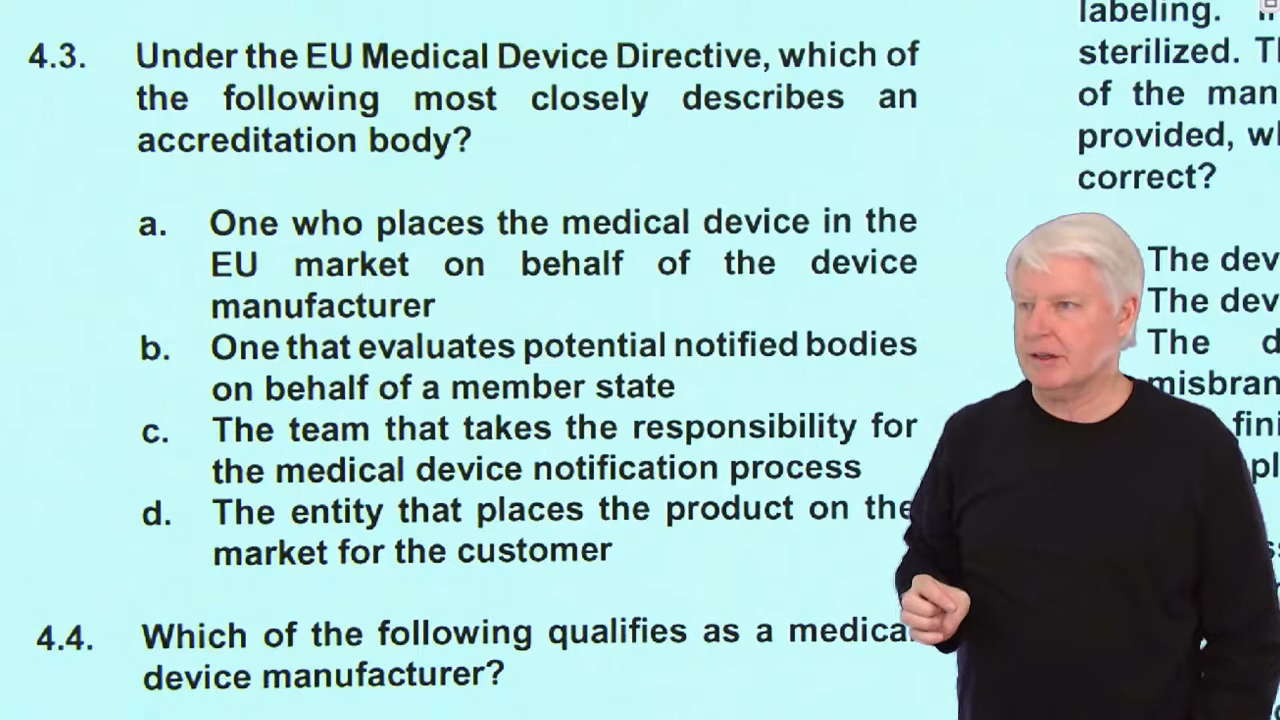 4.3. Under the EU Medical Device Directive, which of
the following most closely describes an
accreditation body?
a. One who places the medical device in the
EU market on behalf of the device
manufacturer
b. One that evaluates potential notified bodies
on behalf of a member state
c. The team that takes the responsibility for
the medical device notification process
d. The entity that places the product on the
market for the customer
4.4. Which of the following qualifies as a medical
device manufacturer?
labeling.
sterilized.
of the man
provided,
correct?
The dev
The dev
The d
misbran
fini